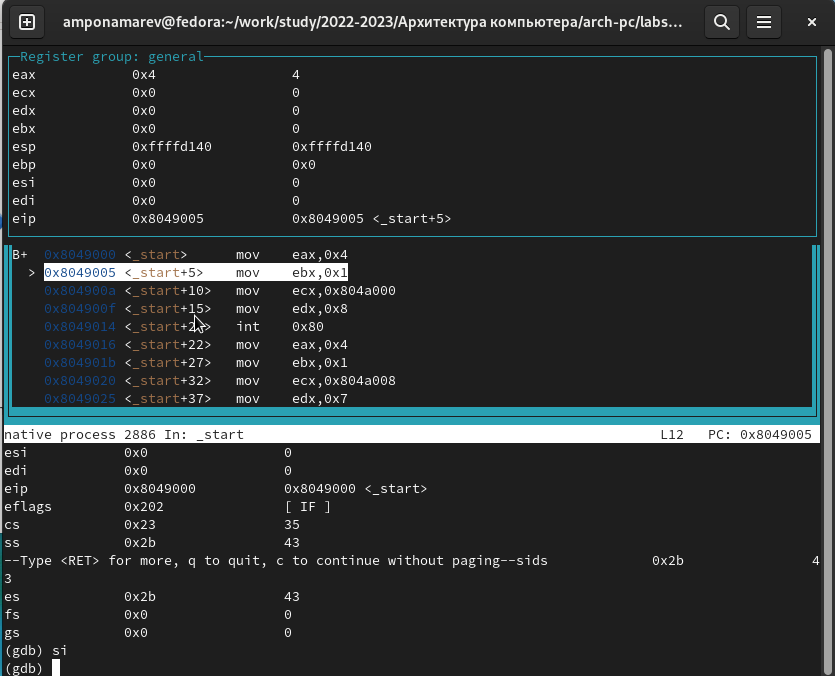 amponamarev@fedora:~/work/study/2022-2023/Архитектура компьютера/arch-pc/labs...
Register group: general
eax 0x4 4
ecx 0x0 0
edx 0x0 0
ebx 0x0 0
esp 0xffffd140 0xffffd140
ebp 0x0 0x0
esi 0x0 0
edi 0x0 0
eip 0x8049005 0x8049005 <_start+5>
B+ 0x8049000 <_start> mov eax,0x4
> 0x8049005 <_start+5> mov ebx,0x1
0x804900a <_start+10> mov ecx,0x804a000
0x804900f <_start+15> mov edx,0x8
0x8049014 int 0x80
0x8049016 <_start+22> mov eax,0x4
0x804901b <_start+27> mov ebx,0x1
0x8049020 <_start+32> mov ecx,0x804a008
0x8049025 <_start+37> mov edx,0x7
native process 2886 In: _start L12 PC: 0x8049005
esi 0x0 0
edi 0x0 0
eip 0x8049000 0x8049000 <_start>
eflags 0x202 [ IF ]
cs 0x23 35
ss 0x2b 43
--Type <RET> for more, q to quit, c to continue without paging--sids 0x2b 4
3
es 0x2b 43
fs 0x0 0
gs 0x0 0
(gdb) si
(gdb)